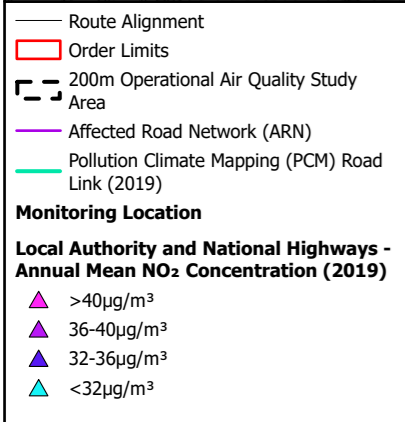 Route Alignment
Order Limits
200m Operational Air Quality Study
Area
Affected Road Network (ARN)
Pollution Climate Mapping (PCM) Road
Link (2019)
Monitoring Location
Local Authority and National Highways -
Annual Mean NO₂ Concentration (2019)
>40µg/m³
36-40µg/m³
32-36µg/m³
<32µg/m³